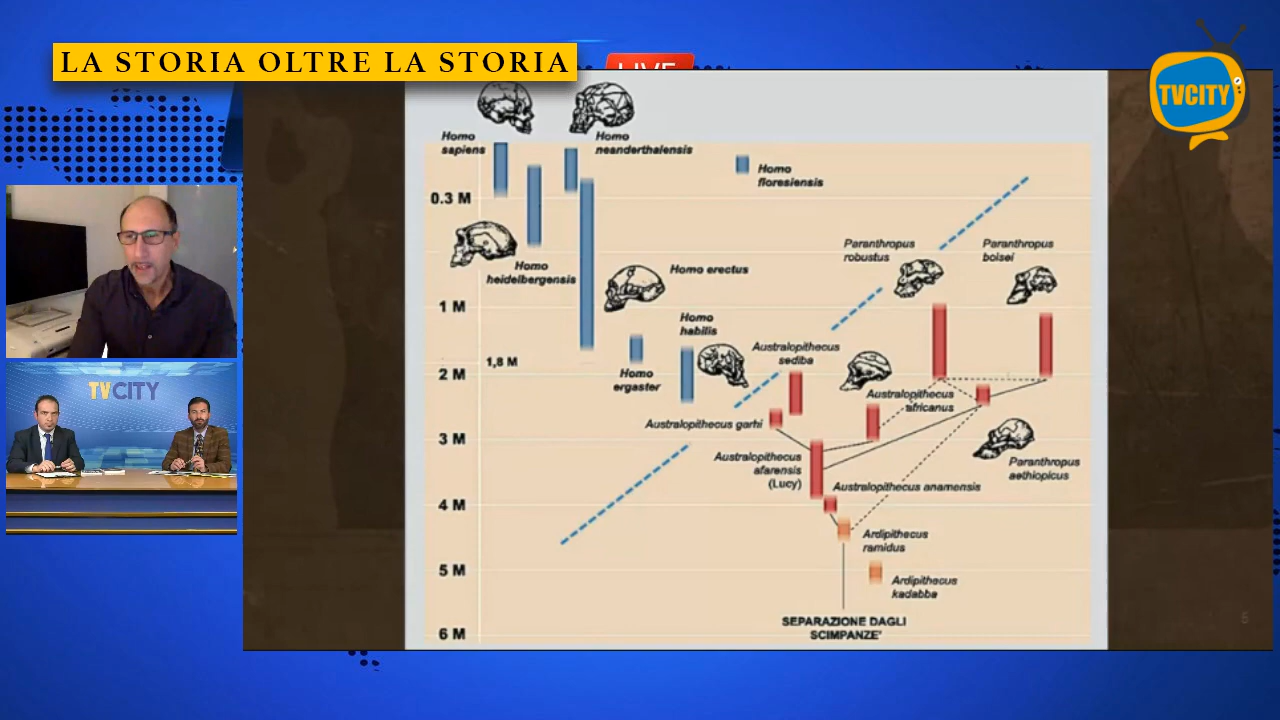 LA STORIA OLTRE LA STORIA
LIVE
TVCITY
TVCITY
Homo
sapiens
Homo
neanderthalensis
Homo
floresiensis
0.3 M
Homo
heidelbergensis
Homo erectus
Paranthropus
robustus
Paranthropus
boisei
1 M
Homo
habilis
1,8 M
Australopithecus
sediba
2 M
Homo
ergaster
Australopithecus
africanus
Australopithecus garhi
3 M
Australopithecus
afarensis
(Lucy)
Paranthropus
aethiopicus
Australopithecus anamensis
4 M
Ardipithecus
ramidus
5 M
Ardipithecus
kadabba
SEPARAZIONE DAGLI
SCIMPANZE'
6 M